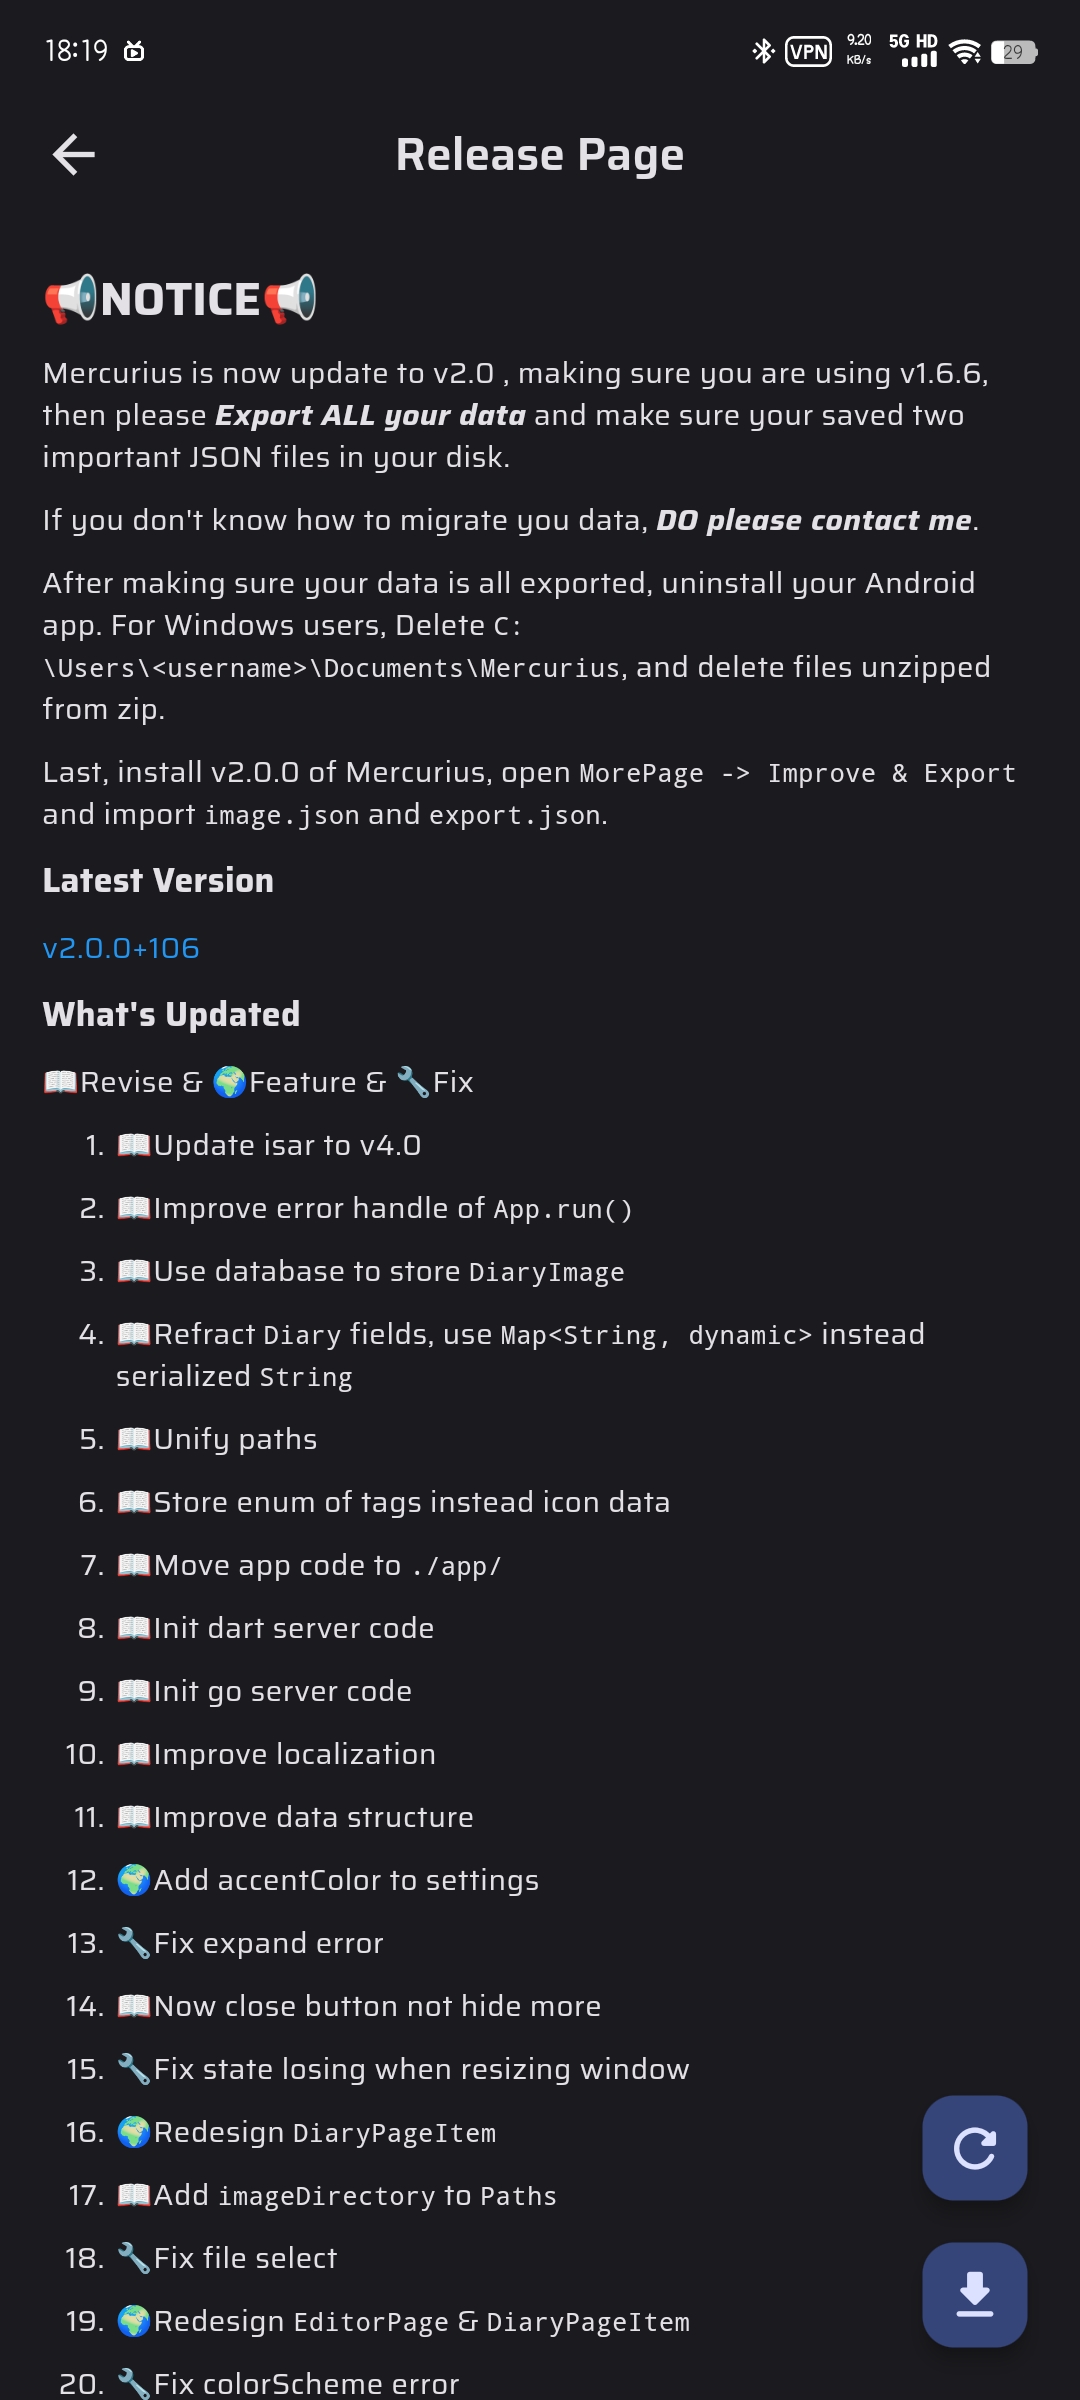 18:19
VPN
9.20
KB/s
5G HD
29
Release Page
📢NOTICE📢
Mercurius is now update to v2.0 , making sure you are using v1.6.6,
then please Export ALL your data and make sure your saved two
important JSON files in your disk.
If you don't know how to migrate you data, DO please contact me.
After making sure your data is all exported, uninstall your Android
app. For Windows users, Delete C:
\Users\<username>\Documents\Mercurius, and delete files unzipped
from zip.
Last, install v2.0.0 of Mercurius, open MorePage -> Improve & Export
and import image.json and export.json.
Latest Version
v2.0.0+106
What's Updated
📖Revise & 🌍Feature & 🔧Fix
1. 📖Update isar to v4.0
2. 📖Improve error handle of App.run()
3. 📖Use database to store DiaryImage
4. 📖Refract Diary fields, use Map<String, dynamic> instead
serialized String
5. 📖Unify paths
6. 📖Store enum of tags instead icon data
7. 📖Move app code to ./app/
8. 📖Init dart server code
9. 📖Init go server code
10. 📖Improve localization
11. 📖Improve data structure
12. 🌍Add accentColor to settings
13. 🔧Fix expand error
14. 📖Now close button not hide more
15. 🔧Fix state losing when resizing window
16. 🌍Redesign DiaryPageItem
17. 📖Add imageDirectory to Paths
18. 🔧Fix file select
19. 🌍Redesign EditorPage & DiaryPageItem
20. 🔧Fix colorScheme error